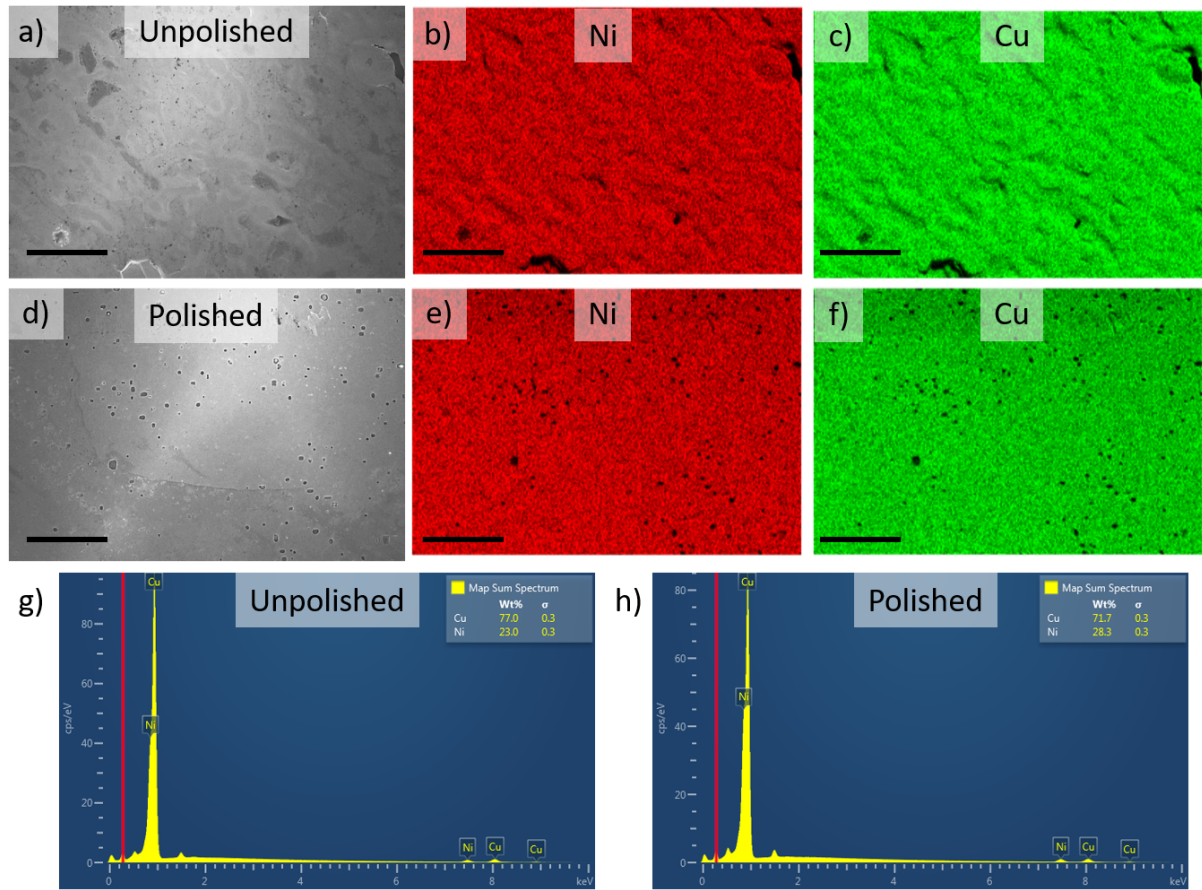 a) Unpolished
b) Ni
c) Cu
d) Polished
e) Ni
f) Cu
g) Unpolished
Map Sum Spectrum
Wt% σ
Cu 77.0 0.3
Ni 23.0 0.3
Cu
Ni
Ni Cu Cu
cps/eV
80
60
40
20
0
0 2 4 6 8 keV
h) Polished
Map Sum Spectrum
Wt% σ
Cu 71.7 0.3
Ni 28.3 0.3
Cu
Ni
Ni Cu Cu
cps/eV
80
60
40
20
0
0 2 4 6 8 keV